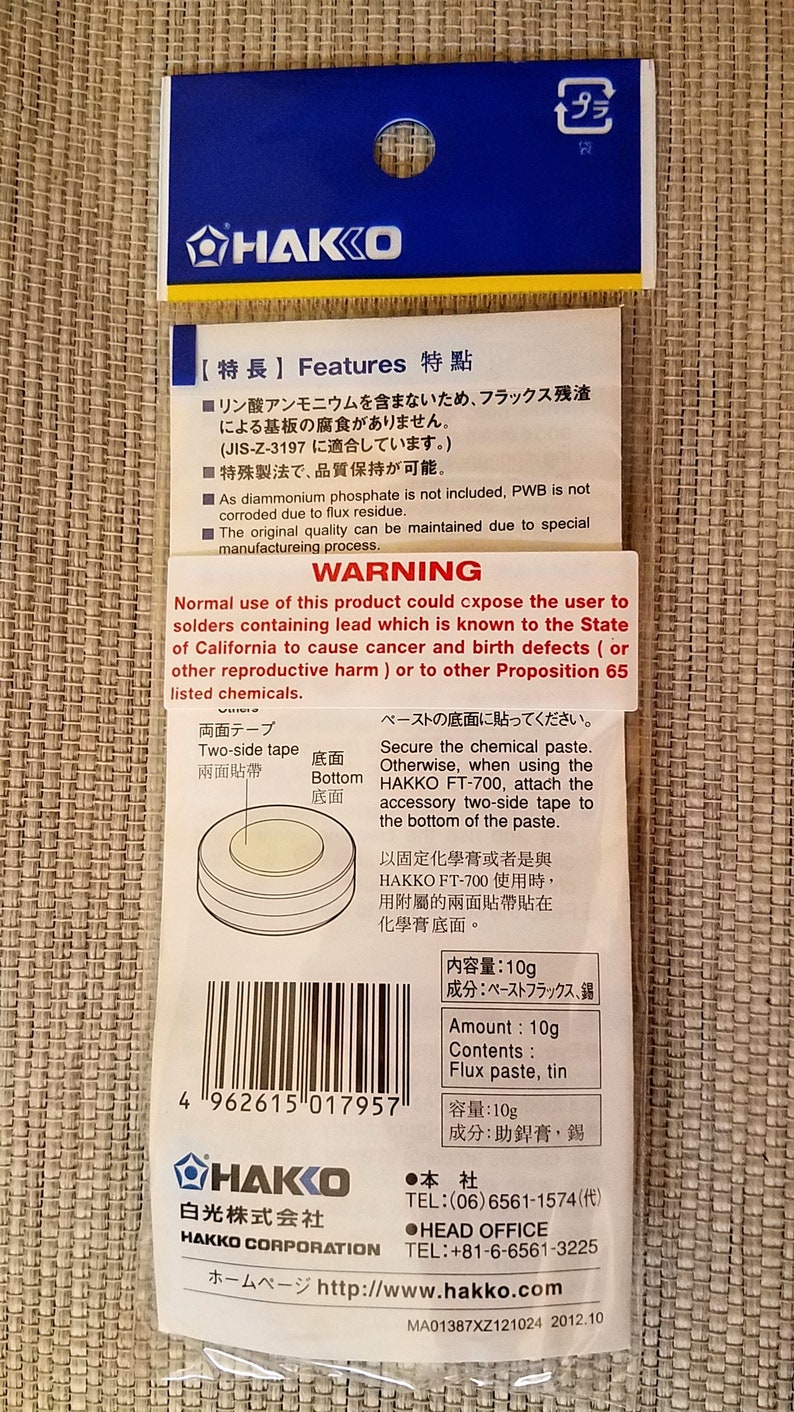 プラ
袋
HAKKO
【特長】 Features 特點
■リン酸アンモニウムを含まないため、フラックス残渣
による基板の腐食がありません。
(JIS-Z-3197 に適合しています。)
■特殊製法で、品質保持が可能。
■As diammonium phosphate is not included, PWB is not
corroded due to flux residue.
■The original quality can be maintained due to special
manufactureing process.
WARNING
Normal use of this product could expose the user to
solders containing lead which is known to the State
of California to cause cancer and birth defects ( or
other reproductive harm ) or to other Proposition 65
listed chemicals.
Others
両面テープ
Two-side tape
兩面貼帶
底面
Bottom
底面
ペーストの底面に貼ってください。
Secure the chemical paste.
Otherwise, when using the
HAKKO FT-700, attach the
accessory two-side tape to
the bottom of the paste.
以固定化學膏或者是與
HAKKO FT-700 使用時，
用附屬的兩面貼帶貼在
化學膏底面。
内容量:10g
成分:ペーストフラックス、錫
Amount : 10g
Contents :
Flux paste, tin
容量:10g
成分:助銲膏，錫
4 962615 017957
HAKKO
白光株式会社
HAKKO CORPORATION
●本 社
TEL:(06)6561-1574(代)
●HEAD OFFICE
TEL:+81-6-6561-3225
ホームページ http://www.hakko.com
MA01387XZ121024 2012.10